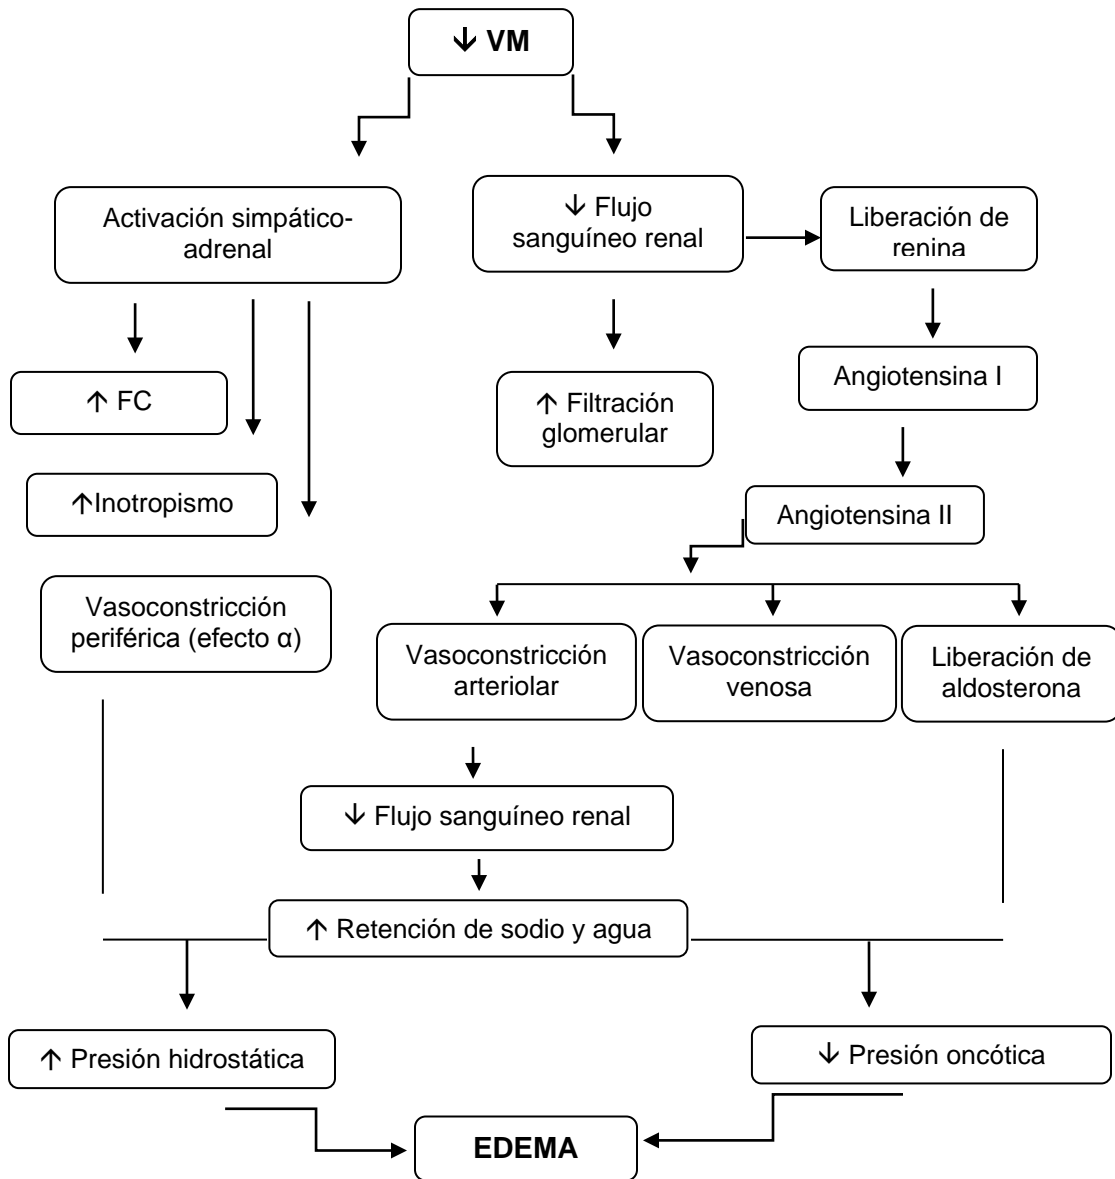 ↓ VM
Activación simpático-
adrenal
↓ Flujo
sanguíneo renal
Liberación de
renina
↑ FC
↑ Filtración
glomerular
Angiotensina I
↑Inotropismo
Angiotensina II
Vasoconstricción
periférica (efecto α)
Vasoconstricción
arteriolar
Vasoconstricción
venosa
Liberación de
aldosterona
↓ Flujo sanguíneo renal
↑ Retención de sodio y agua
↑ Presión hidrostática
↓ Presión oncótica
EDEMA